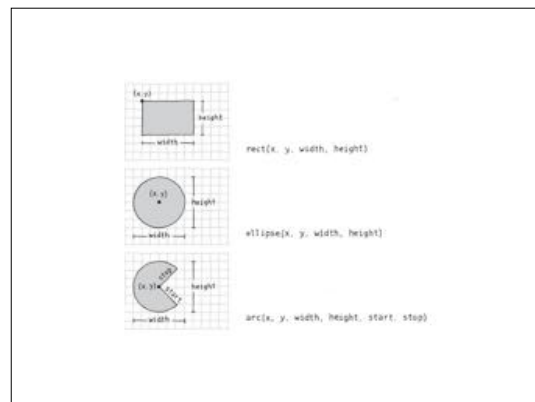 (x,y)
height
width
rect(x, y, width, height)
(x,y)
height
width
ellipse(x, y, width, height)
stop
(x,y)
start
height
width
arc(x, y, width, height, start, stop)